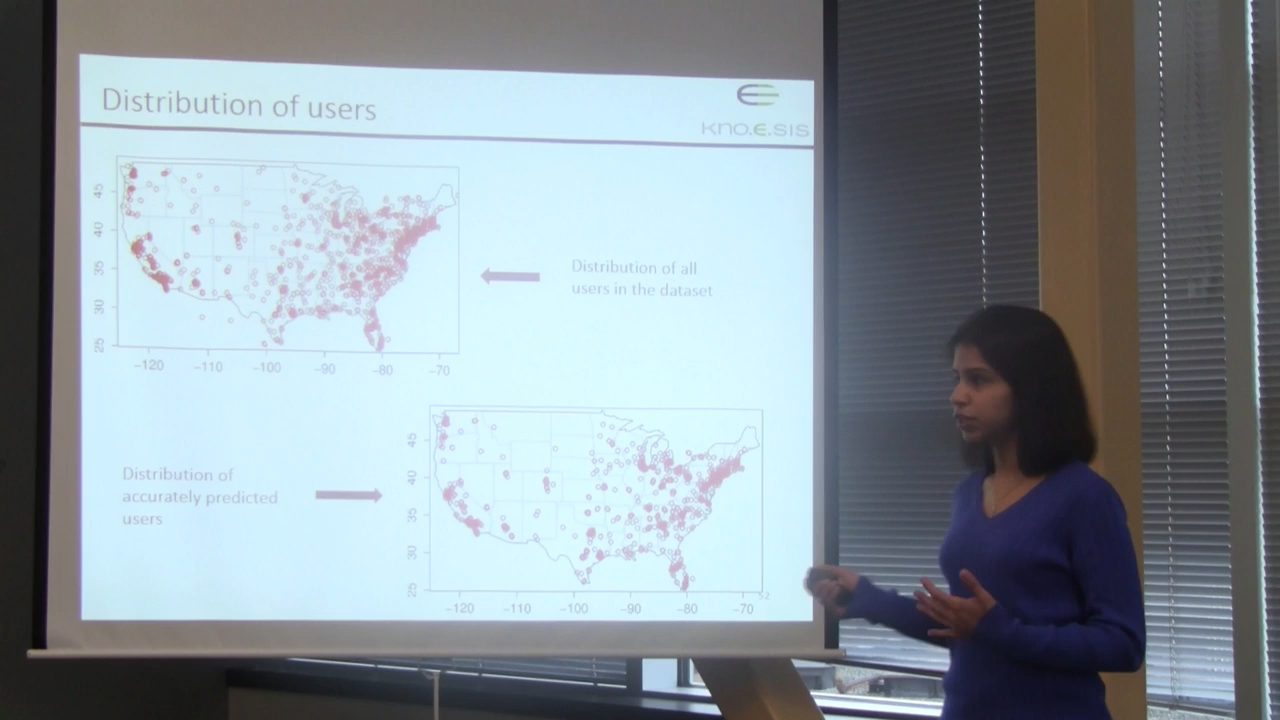 Distribution of users
kno.e.sis
45
40
35
30
25
−120 −110 −100 −90 −80 −70
Distribution of all
users in the dataset
Distribution of
accurately predicted
users
45
40
35
30
25
−120 −110 −100 −90 −80 −70
52